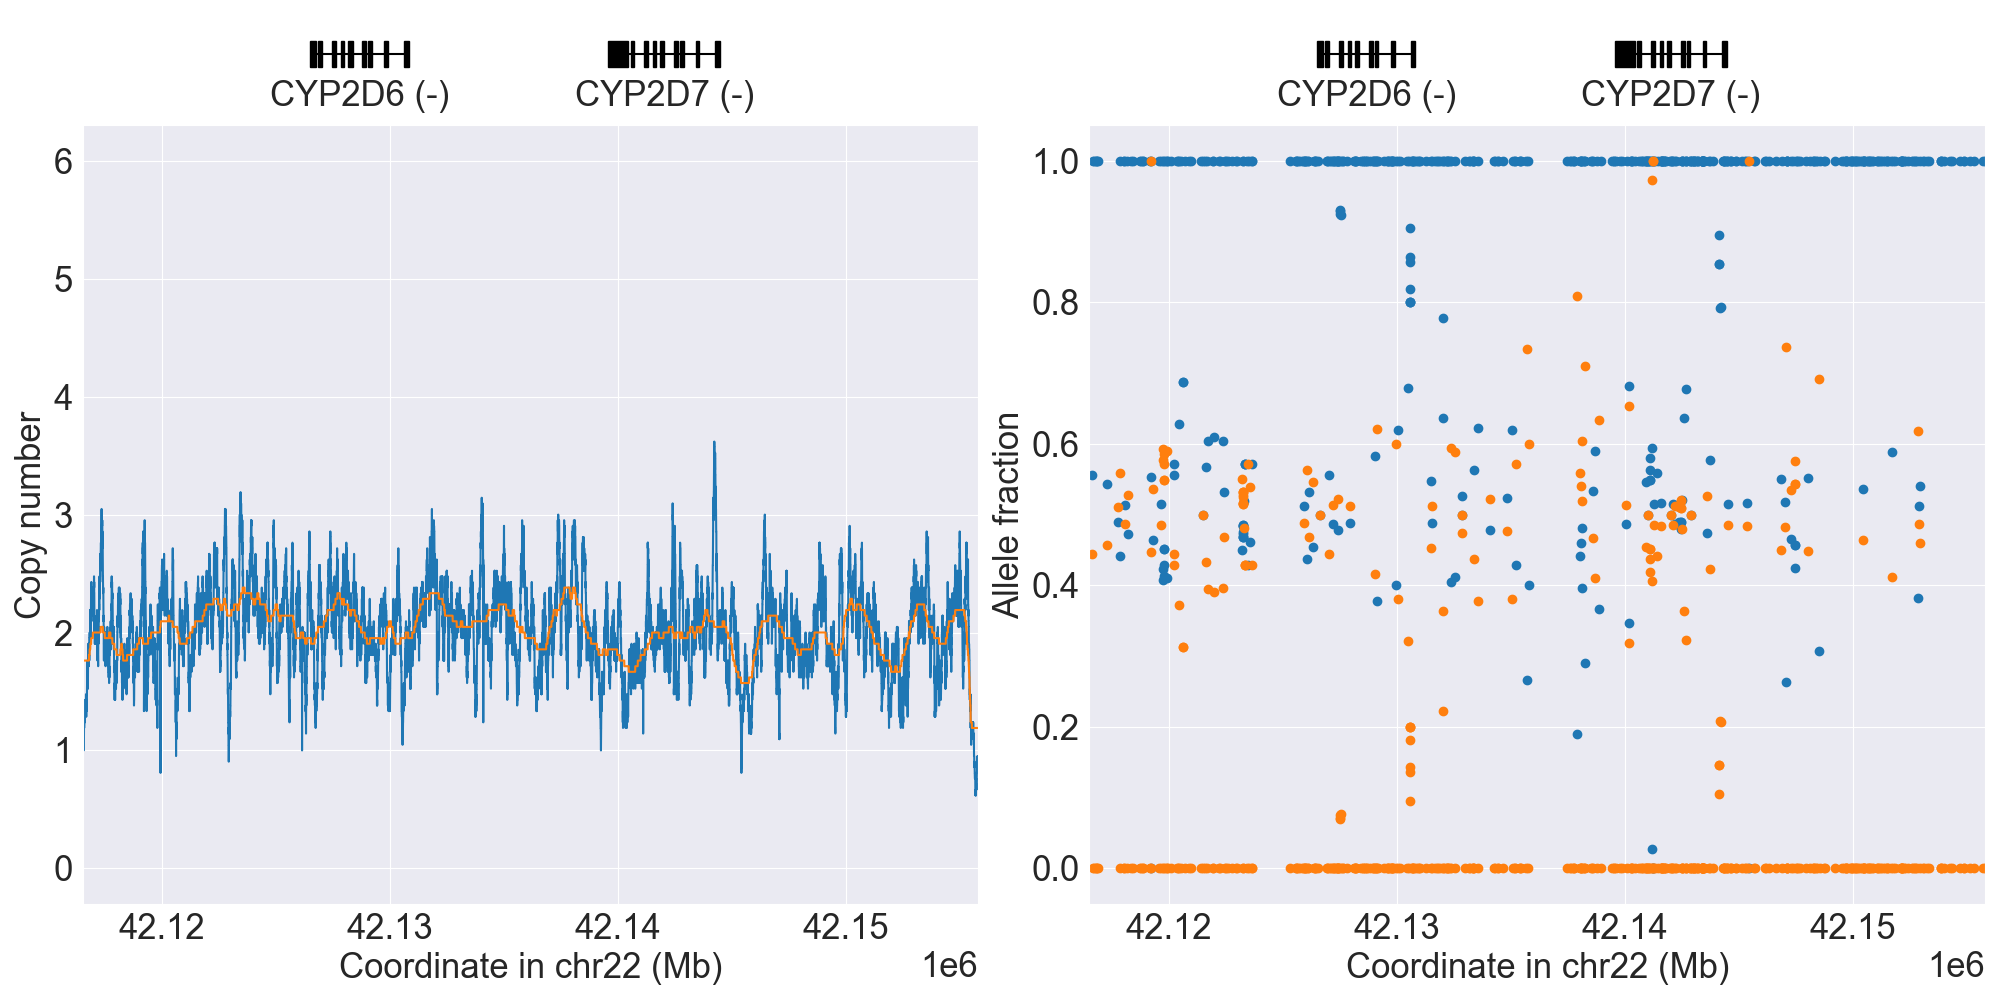 CYP2D6 (-) CYP2D7 (-)
6
5
4
3
2
1
0
Copy number
42.12 42.13 42.14 42.15
1e6
Coordinate in chr22 (Mb)
CYP2D6 (-) CYP2D7 (-)
1.0
0.8
0.6
0.4
0.2
0.0
Allele fraction
42.12 42.13 42.14 42.15
1e6
Coordinate in chr22 (Mb)